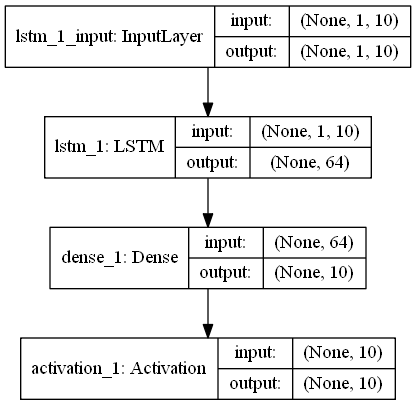 lstm_1_input: InputLayer
input: (None, 1, 10)
output: (None, 1, 10)
lstm_1: LSTM
input: (None, 1, 10)
output: (None, 64)
dense_1: Dense
input: (None, 64)
output: (None, 10)
activation_1: Activation
input: (None, 10)
output: (None, 10)